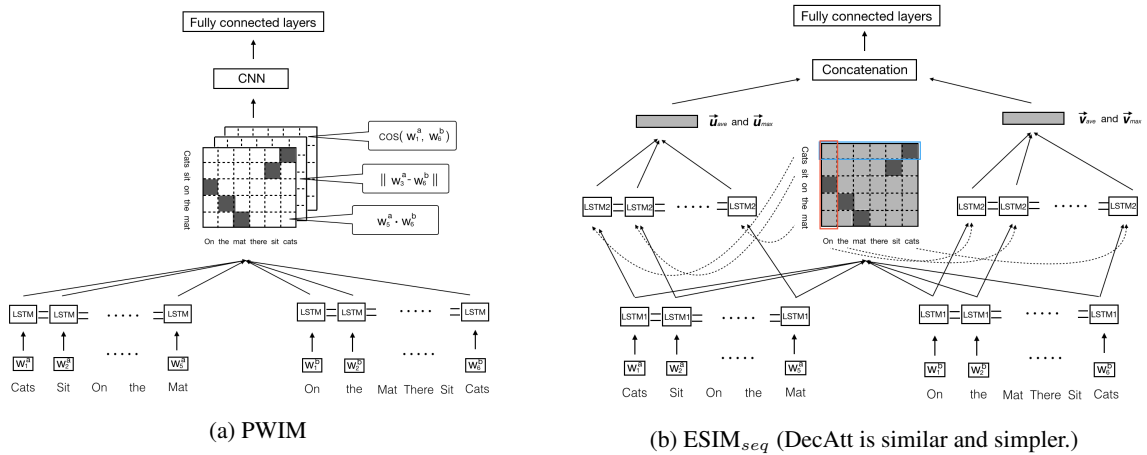 Fully connected layers
CNN
COS( w₁ᵃ, w₆ᵇ)
|| w₃ᵃ - w₆ᵇ ||
w₅ᵃ · w₆ᵇ
Cats sit on the mat
On the mat there sit cats
LSTM LSTM ····· LSTM LSTM LSTM ····· LSTM
w₁ᵃ w₂ᵃ ····· w₅ᵃ w₁ᵇ w₂ᵇ ····· w₆ᵇ
Cats Sit On the Mat On the Mat There Sit Cats
(a) PWIM
Fully connected layers
Concatenation
u⃗ₐᵥₑ and u⃗ₘₐₓ
v⃗ₐᵥₑ and v⃗ₘₐₓ
Cats sit on the mat
On the mat there sit cats
LSTM2 LSTM2 ····· LSTM2 LSTM2 LSTM2 ····· LSTM2
LSTM1 LSTM1 ····· LSTM1 LSTM1 LSTM1 ····· LSTM1
w₁ᵃ w₂ᵃ ····· w₅ᵃ w₁ᵇ w₂ᵇ ····· w₆ᵇ
Cats Sit On the Mat On the Mat There Sit Cats
(b) ESIM_seq (DecAtt is similar and simpler.)